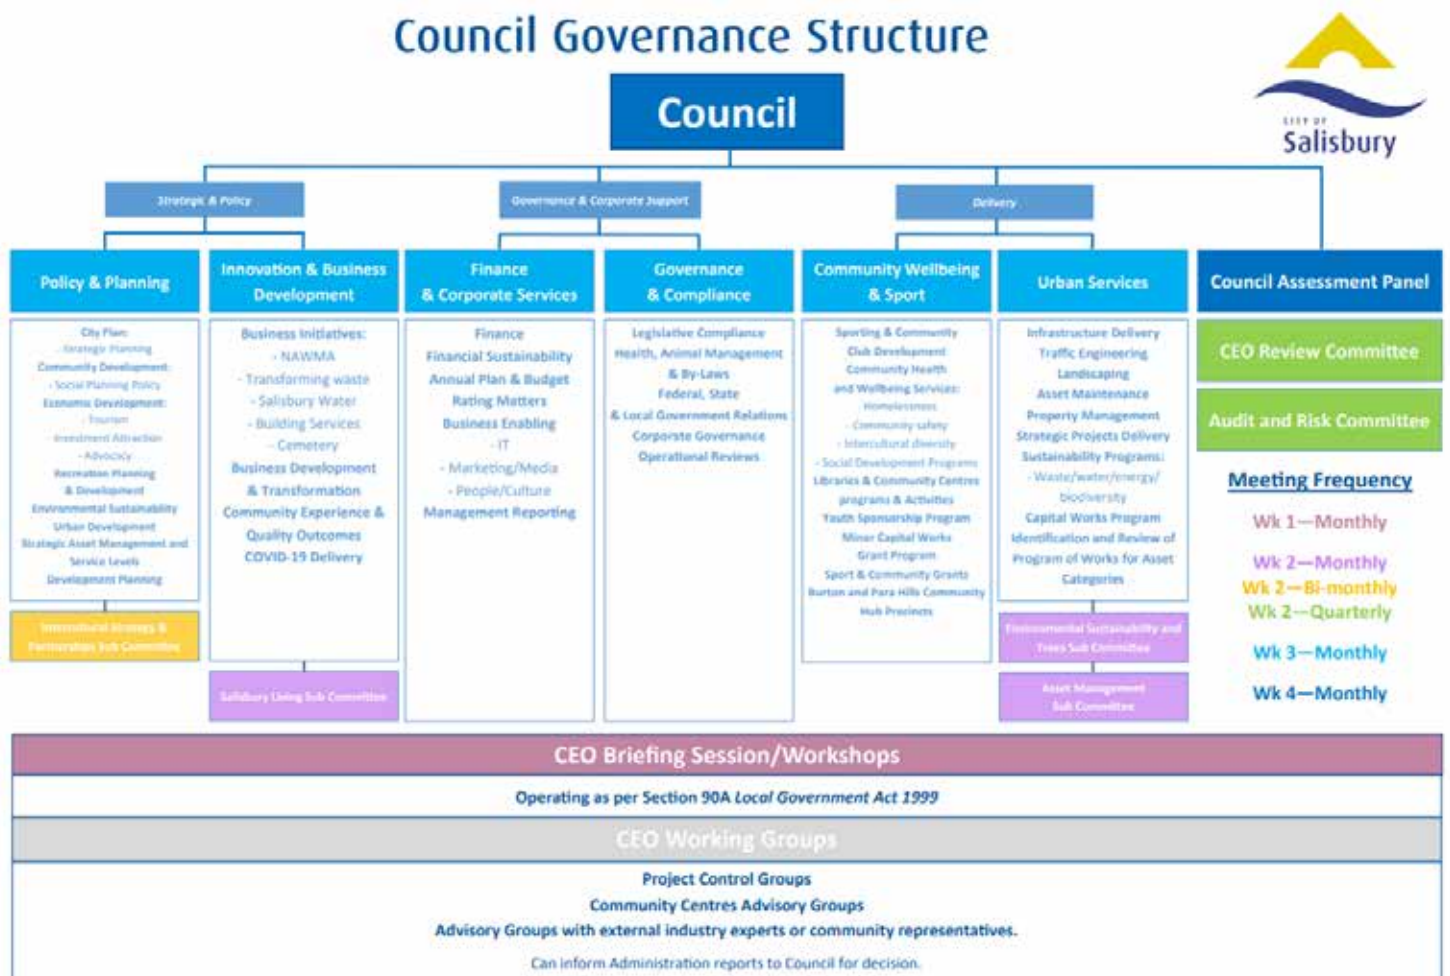 Council Governance Structure
CITY OF
Salisbury
Council
Strategic & Policy
Governance & Corporate Support
Delivery
Policy & Planning
City Plan:
- Strategic Planning
Community Development:
- Social Planning Policy
Economic Development:
- Tourism
- Investment Attraction
- Advocacy
Recreation Planning
& Development
Environmental Sustainability
Urban Development
Strategic Asset Management and
Service Levels
Development Planning
Intercultural Strategy &
Partnerships Sub Committee
Innovation & Business
Development
Business Initiatives:
- NAWMA
- Transforming waste
- Salisbury Water
- Building Services
- Cemetery
Business Development
& Transformation
Community Experience &
Quality Outcomes
COVID-19 Delivery
Salisbury Living Sub Committee
Finance
& Corporate Services
Finance
Financial Sustainability
Annual Plan & Budget
Rating Matters
Business Enabling
- IT
- Marketing/Media
- People/Culture
Management Reporting
Governance
& Compliance
Legislative Compliance
Health, Animal Management
& By-Laws
Federal, State
& Local Government Relations
Corporate Governance
Operational Reviews
Community Wellbeing
& Sport
Sporting & Community
Club Development
Community Health
and Wellbeing Services:
- Homelessness
- Community safety
- Intercultural diversity
- Social Development Programs
Libraries & Community Centres
programs & Activities
Youth Sponsorship Program
Minor Capital Works
Grant Program
Sport & Community Grants
Burton and Para Hills Community
Hub Precincts
Urban Services
Infrastructure Delivery
Traffic Engineering
Landscaping
Asset Maintenance
Property Management
Strategic Projects Delivery
Sustainability Programs:
- Waste/water/energy/
biodiversity
Capital Works Program
Identification and Review of
Program of Works for Asset
Categories
Environmental Sustainability and
Trees Sub Committee
Asset Management
Sub Committee
Council Assessment Panel
CEO Review Committee
Audit and Risk Committee
Meeting Frequency
Wk 1—Monthly
Wk 2—Monthly
Wk 2—Bi-monthly
Wk 2—Quarterly
Wk 3—Monthly
Wk 4—Monthly
CEO Briefing Session/Workshops
Operating as per Section 90A Local Government Act 1999
CEO Working Groups
Project Control Groups
Community Centres Advisory Groups
Advisory Groups with external industry experts or community representatives.
Can inform Administration reports to Council for decision.